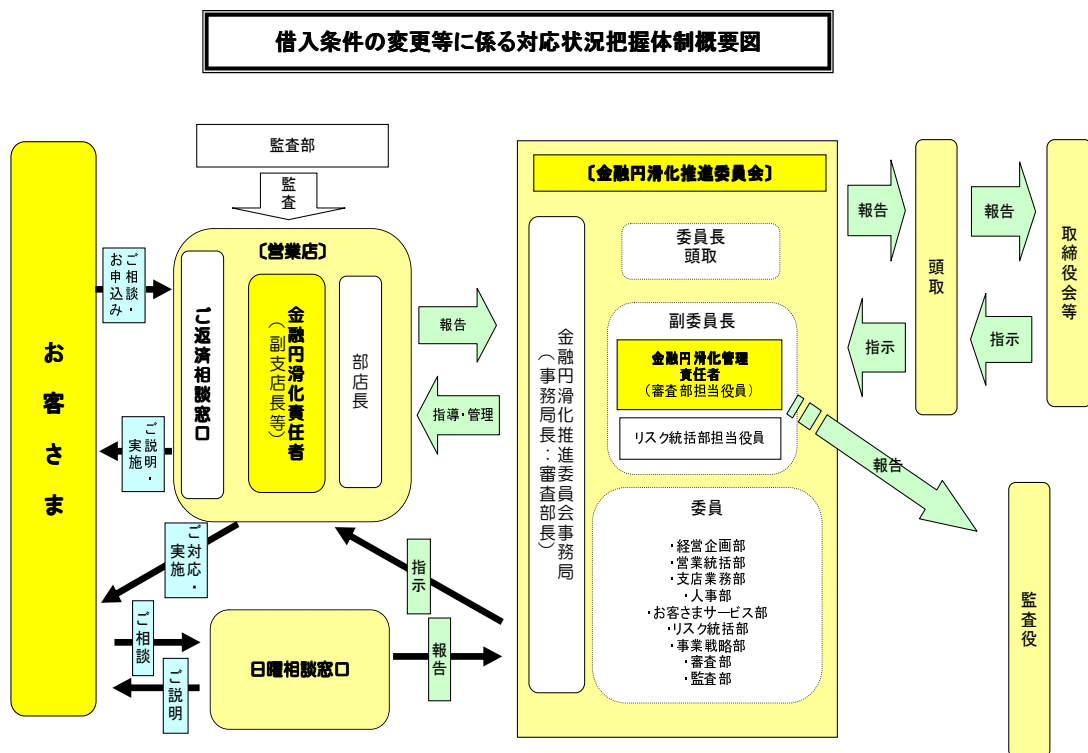 借入条件の変更等に係る対応状況把握体制概要図
監査部
監査
お客さま
ご相談・
お申込み
ご説明・
実施
ご対応・
実施
ご相談
ご説明
〔営業店〕
ご返済相談窓口
金融円滑化責任者
（副支店長等）
部店長
日曜相談窓口
報告
指導・管理
指示
報告
〔金融円滑化推進委員会〕
金融円滑化推進委員会事務局
（事務局長：審査部長）
委員長
頭取
副委員長
金融円滑化管理
責任者
（審査部担当役員）
リスク統括部担当役員
委員
・経営企画部
・営業統括部
・支店業務部
・人事部
・お客さまサービス部
・リスク統括部
・事業戦略部
・審査部
・監査部
報告
指示
頭取
報告
指示
取締役会等
報告
監査役